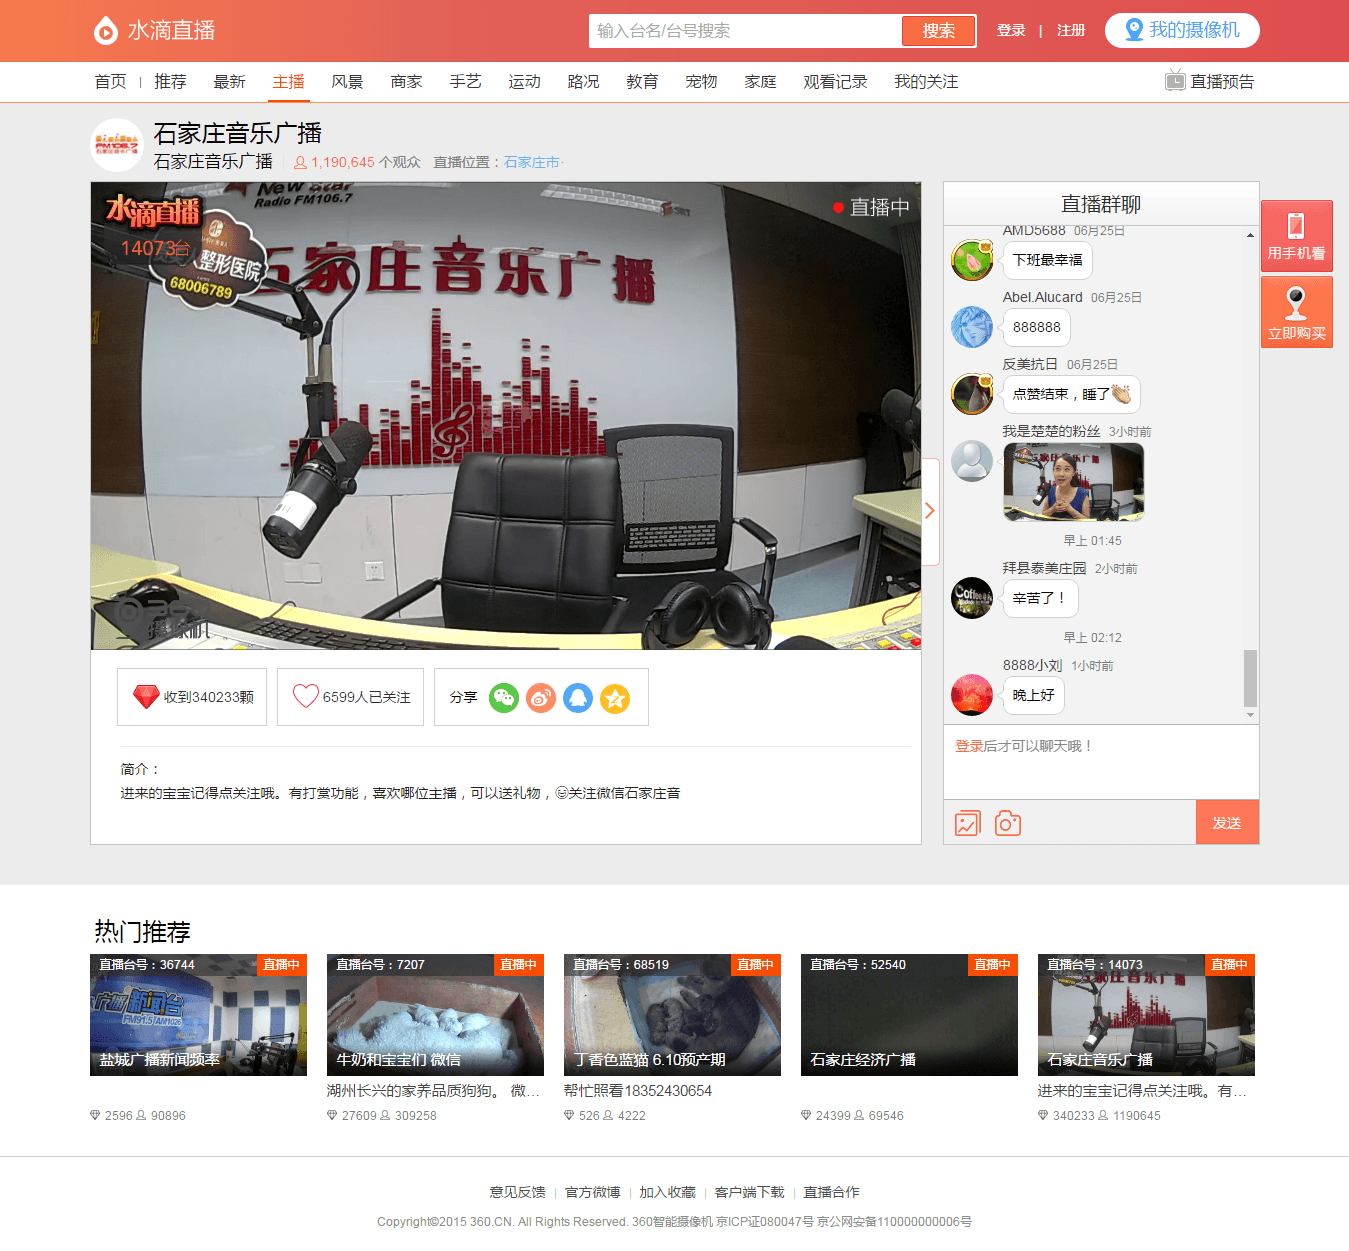 水滴直播
输入台名/台号搜索
搜索
登录 | 注册
我的摄像机
首页 | 推荐 最新 主播 风景 商家 手艺 运动 路况 教育 宠物 家庭 观看记录 我的关注
直播预告
石家庄音乐广播
石家庄音乐广播 1,190,645 个观众 直播位置：石家庄市·
New Star
Radio FM106.7
水滴直播
14073台
直播中
整形医院
68006789
石家庄音乐广播
收到340233颗
6599人已关注
分享
简介：
进来的宝宝记得点关注哦。有打赏功能，喜欢哪位主播，可以送礼物，😄关注微信石家庄音
直播群聊
AMD5688 06月25日
下班最幸福
Abel.Alucard 06月25日
888888
反美抗日 06月25日
点赞结束，睡了👏
我是楚楚的粉丝 3小时前
早上 01:45
拜县泰美庄园 2小时前
辛苦了！
早上 02:12
8888小刘 1小时前
晚上好
登录后才可以聊天哦！
发送
用手机看
立即购买
热门推荐
直播台号：36744 直播中
盐城广播新闻频率
2596 90896
直播台号：7207 直播中
牛奶和宝宝们 微信
湖州长兴的家养品质狗狗。 微...
27609 309258
直播台号：68519 直播中
丁香色蓝猫 6.10预产期
帮忙照看18352430654
526 4222
直播台号：52540 直播中
石家庄经济广播
24399 69546
直播台号：14073 直播中
石家庄音乐广播
进来的宝宝记得点关注哦。有...
340233 1190645
意见反馈 | 官方微博 | 加入收藏 | 客户端下载 | 直播合作
Copyright©2015 360.CN. All Rights Reserved. 360智能摄像机 京ICP证080047号 京公网安备110000000006号